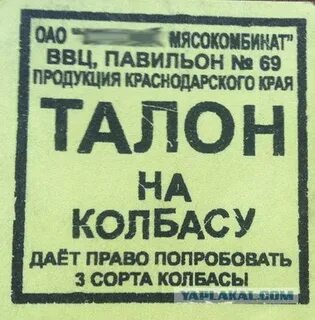 ОАО " МЯСОКОМБИНАТ"
ВВЦ, ПАВИЛЬОН № 69
ПРОДУКЦИЯ КРАСНОДАРСКОГО КРАЯ
ТАЛОН
НА
КОЛБАСУ
ДАЁТ ПРАВО ПОПРОБОВАТЬ
3 СОРТА КОЛБАСЫ
YAPLAKAL.COM